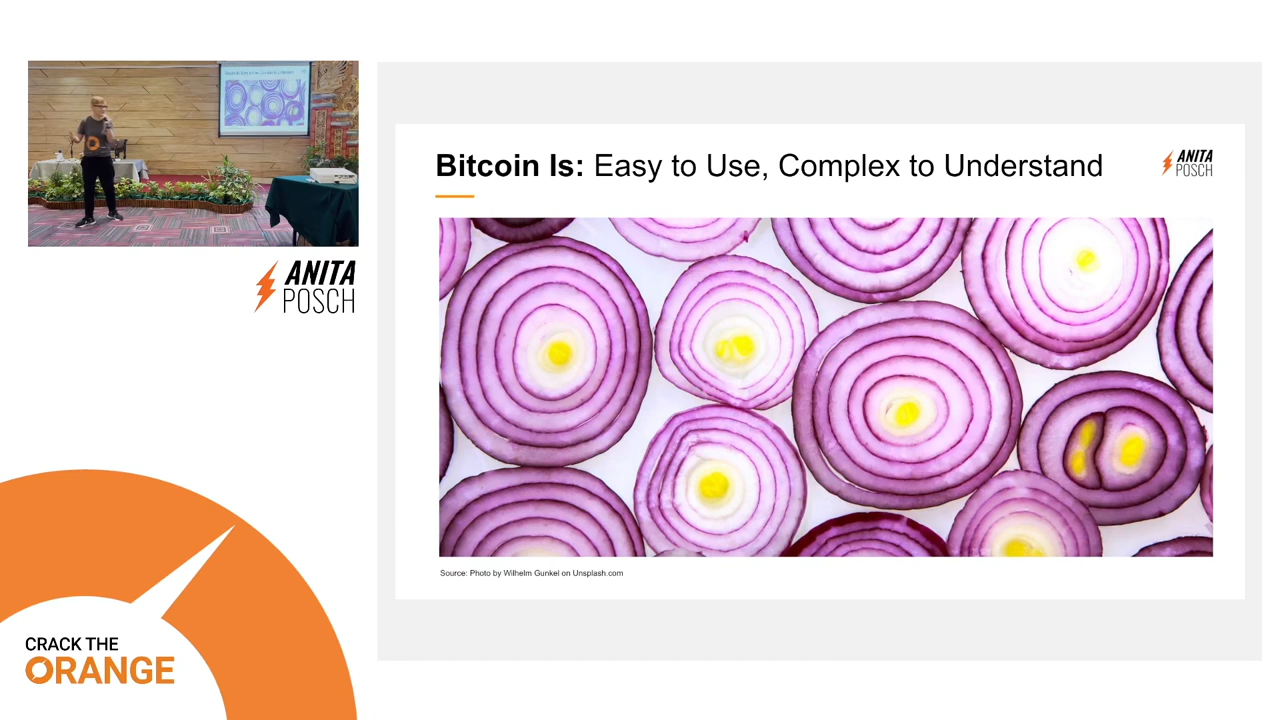 Bitcoin Is: Easy to Use, Complex to Understand
ANITA
POSCH
Source: Photo by Wilhelm Gunkel on Unsplash.com
ANITA
POSCH
CRACK THE
ORANGE